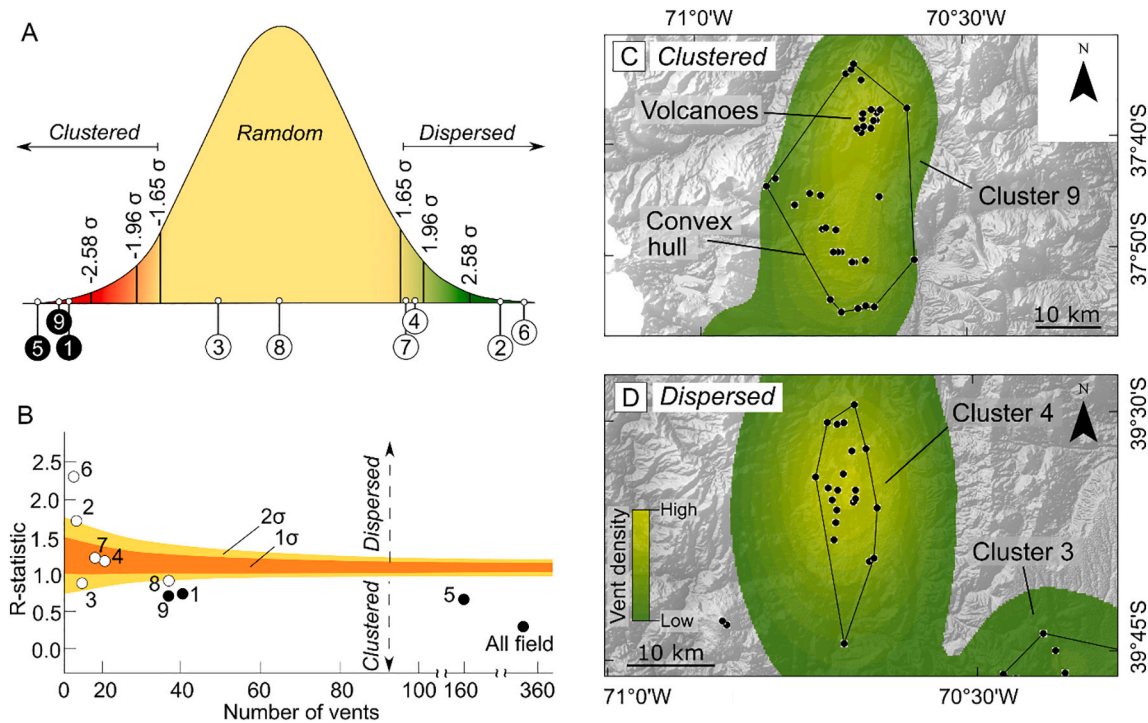 A
Clustered
Ramdom
Dispersed
-2.58 σ
-1.96 σ
-1.65 σ
1.65 σ
1.96 σ
2.58 σ
5 9 1 3 8 7 4 2 6
B
R-statistic
2.5
2.0
1.5
1.0
0.5
0.0
6
2
7
4
3
8
9
1
5
2σ
1σ
Dispersed
Clustered
All field
0 20 40 60 80 100 160 360
Number of vents
71°0'W 70°30'W
C Clustered
N
Volcanoes
Cluster 9
Convex
hull
10 km
37°40'S
37°50'S
D Dispersed
N
Cluster 4
Cluster 3
High
Vent density
Low
10 km
39°30'S
39°45'S
71°0'W 70°30'W